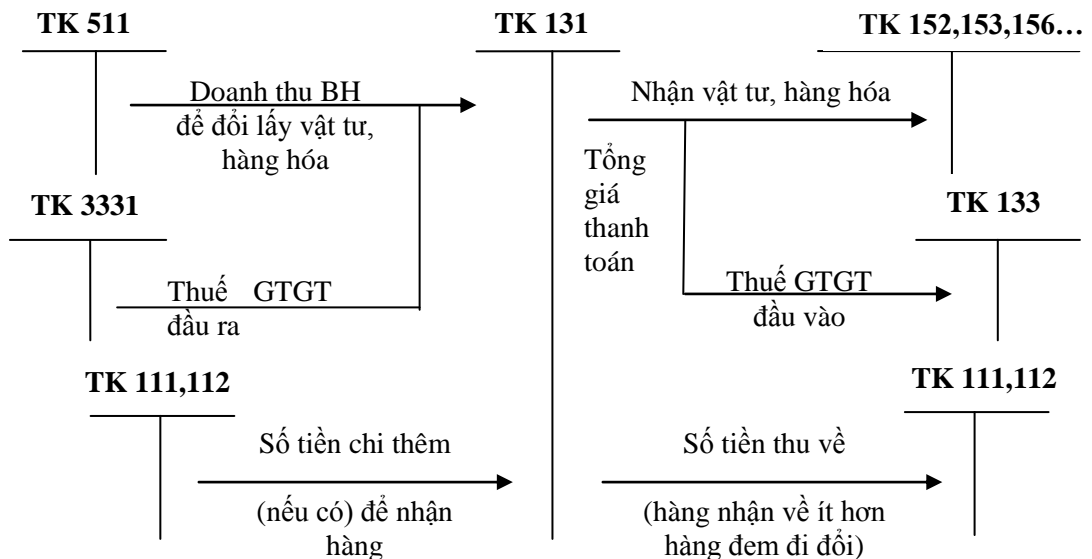 TK 511
TK 131
TK 152,153,156…
Doanh thu BH
để đổi lấy vật tư,
hàng hóa
Nhận vật tư, hàng hóa
Tổng
giá
thanh
toán
TK 3331
TK 133
Thuế GTGT
đầu ra
Thuế GTGT
đầu vào
TK 111,112
TK 111,112
Số tiền chi thêm
(nếu có) để nhận
hàng
Số tiền thu về
(hàng nhận về ít hơn
hàng đem đi đổi)